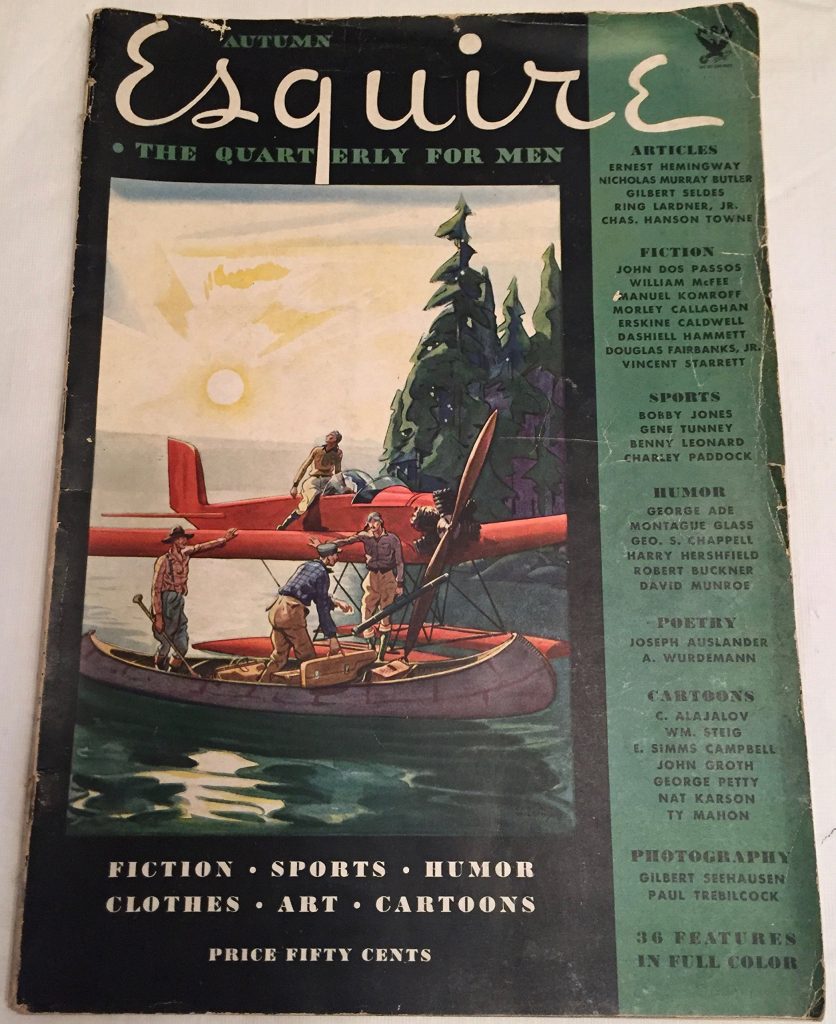 AUTUMN
Esquire
• THE QUARTERLY FOR MEN
ARTICLES
ERNEST HEMINGWAY
NICHOLAS MURRAY BUTLER
GILBERT SELDES
RING LARDNER, JR.
CHAS. HANSON TOWNE
FICTION
JOHN DOS PASSOS
WILLIAM McFEE
MANUEL KOMROFF
MORLEY CALLAGHAN
ERSKINE CALDWELL
DASHIELL HAMMETT
DOUGLAS FAIRBANKS, JR.
VINCENT STARRETT
SPORTS
BOBBY JONES
GENE TUNNEY
BENNY LEONARD
CHARLEY PADDOCK
HUMOR
GEORGE ADE
MONTAGUE GLASS
GEO. S. CHAPPELL
HARRY HERSHFIELD
ROBERT BUCKNER
DAVID MUNROE
POETRY
JOSEPH AUSLANDER
A. WURDEMANN
CARTOONS
C. ALAJALOV
WM. STEIG
E. SIMMS CAMPBELL
JOHN GROTH
GEORGE PETTY
NAT KARSON
TY MAHON
PHOTOGRAPHY
GILBERT SEEHAUSEN
PAUL TREBILCOCK
36 FEATURES
IN FULL COLOR
FICTION • SPORTS • HUMOR
CLOTHES • ART • CARTOONS
PRICE FIFTY CENTS